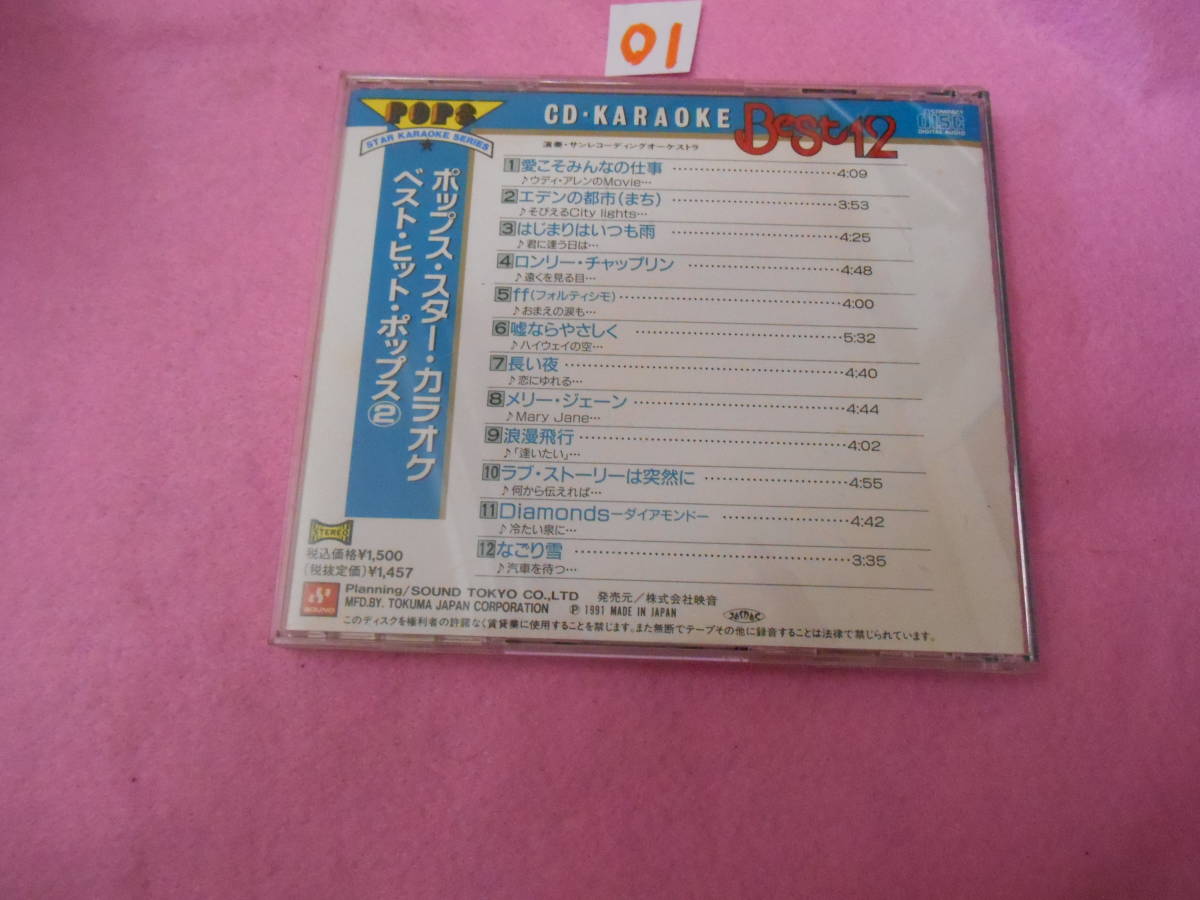 01
POPS
STAR KARAOKE SERIES
ポップス・スター・カラオケ
ベスト・ヒット・ポップス②
CD・KARAOKE Best12
COMPACT
DISC
DIGITAL AUDIO
演奏・サンレコーディングオーケストラ
1 愛こそみんなの仕事 4:09
♪ウディ・アレンのMovie…
2 エデンの都市(まち) 3:53
♪そびえるCity lights…
3 はじまりはいつも雨 4:25
♪君に逢う日は…
4 ロンリー・チャップリン 4:48
♪遠くを見る目…
5 ff(フォルティシモ) 4:00
♪おまえの涙も…
6 嘘ならやさしく 5:32
♪ハイウェイの空…
7 長い夜 4:40
♪恋にゆれる…
8 メリー・ジェーン 4:44
♪Mary Jane…
9 浪漫飛行 4:02
♪「逢いたい」…
10 ラブ・ストーリーは突然に 4:55
♪何から伝えれば…
11 Diamonds－ダイアモンド－ 4:42
♪冷たい泉に…
12 なごり雪 3:35
♪汽車を待つ…
STEREO
税込価格¥1,500
(税抜定価)¥1,457
SOUND
Planning/SOUND TOKYO CO.,LTD 発売元／株式会社映音
MFD.BY. TOKUMA JAPAN CORPORATION Ⓟ 1991 MADE IN JAPAN
JASRAC
このディスクを権利者の許諾なく賃貸業に使用することを禁じます。また無断でテープその他に録音することは法律で禁じられています。